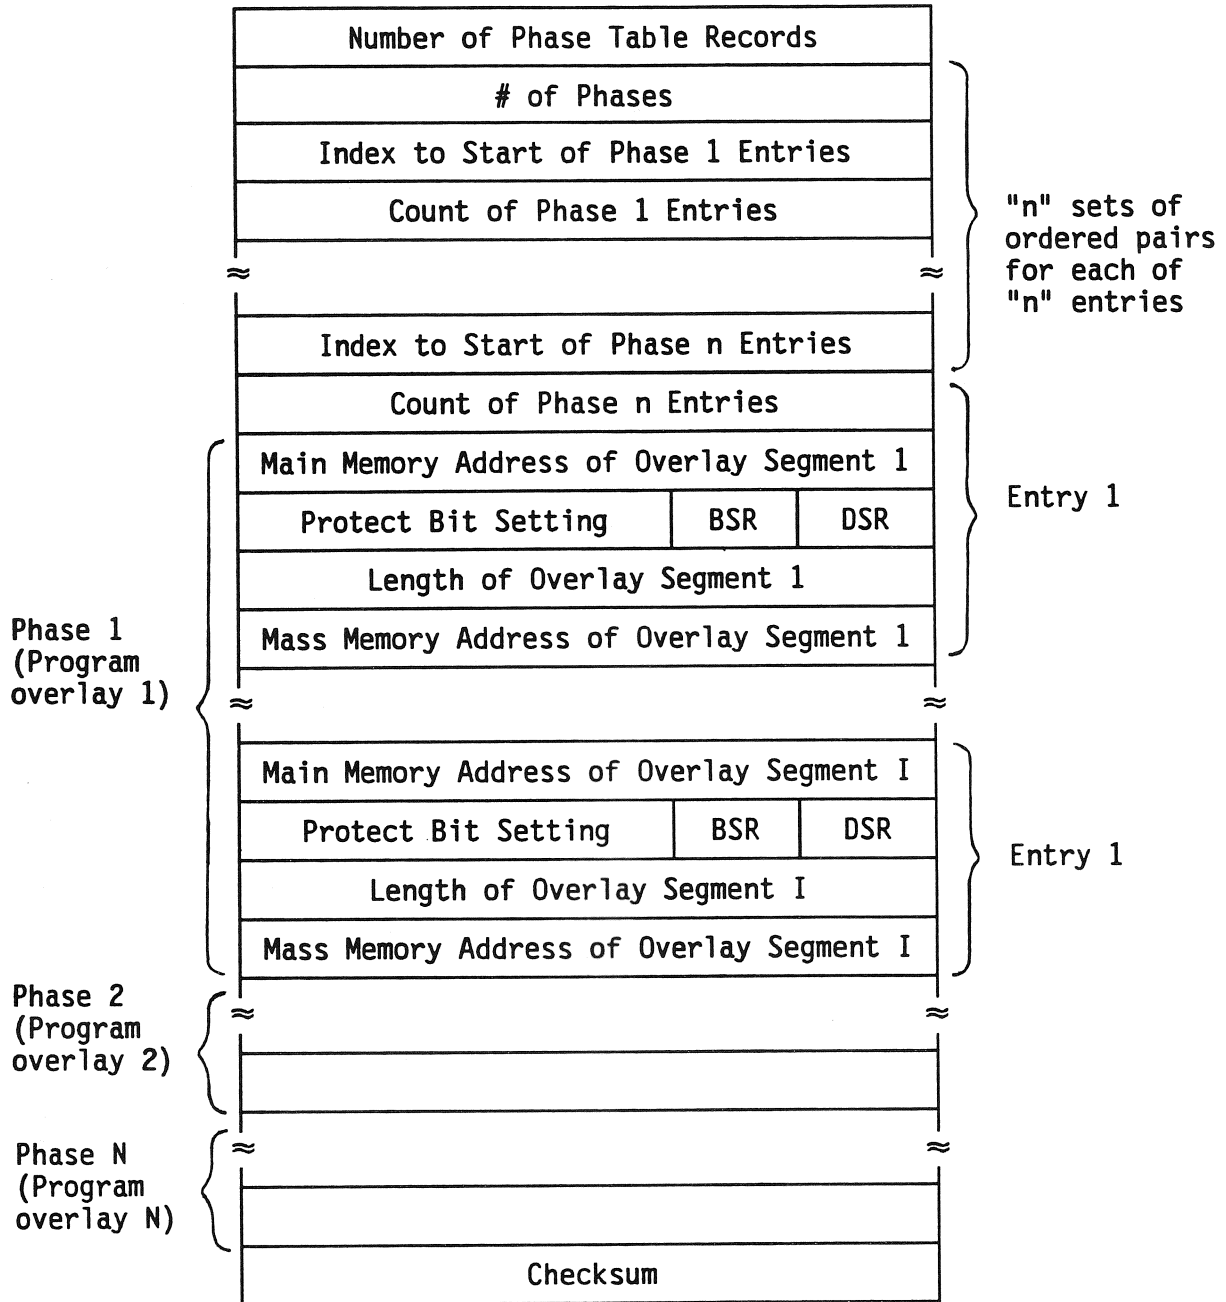 Number of Phase Table Records
# of Phases
Index to Start of Phase 1 Entries
Count of Phase 1 Entries
"n" sets of
ordered pairs
for each of
"n" entries
Index to Start of Phase n Entries
Count of Phase n Entries
Main Memory Address of Overlay Segment 1
Protect Bit Setting BSR DSR
Entry 1
Length of Overlay Segment 1
Mass Memory Address of Overlay Segment 1
Phase 1
(Program
overlay 1)
Main Memory Address of Overlay Segment I
Protect Bit Setting BSR DSR
Entry 1
Length of Overlay Segment I
Mass Memory Address of Overlay Segment I
Phase 2
(Program
overlay 2)
Phase N
(Program
overlay N)
Checksum